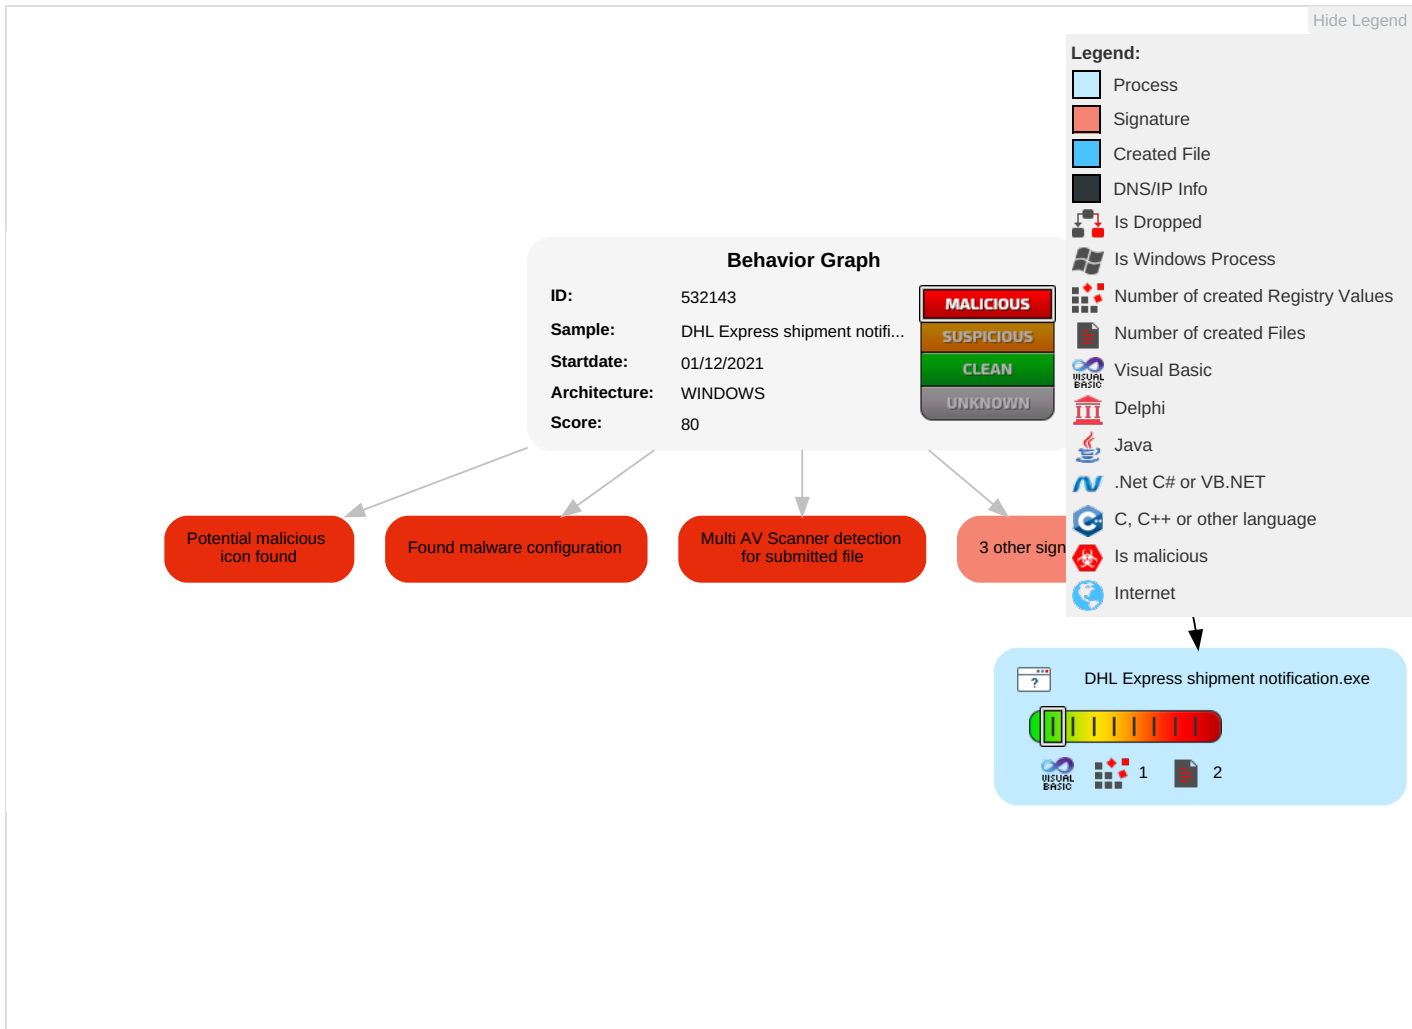 Hide Legend
Legend:
Process
Signature
Created File
DNS/IP Info
Is Dropped
Is Windows Process
Number of created Registry Values
Number of created Files
VISUAL
BASIC
Visual Basic
Delphi
Java
.Net C# or VB.NET
C, C++ or other language
Is malicious
Internet
Behavior Graph
ID: 532143
Sample: DHL Express shipment notifi...
Startdate: 01/12/2021
Architecture: WINDOWS
Score: 80
MALICIOUS
SUSPICIOUS
CLEAN
UNKNOWN
Potential malicious
icon found
Found malware configuration
Multi AV Scanner detection
for submitted file
3 other sign
DHL Express shipment notification.exe
VISUAL
BASIC
1
2